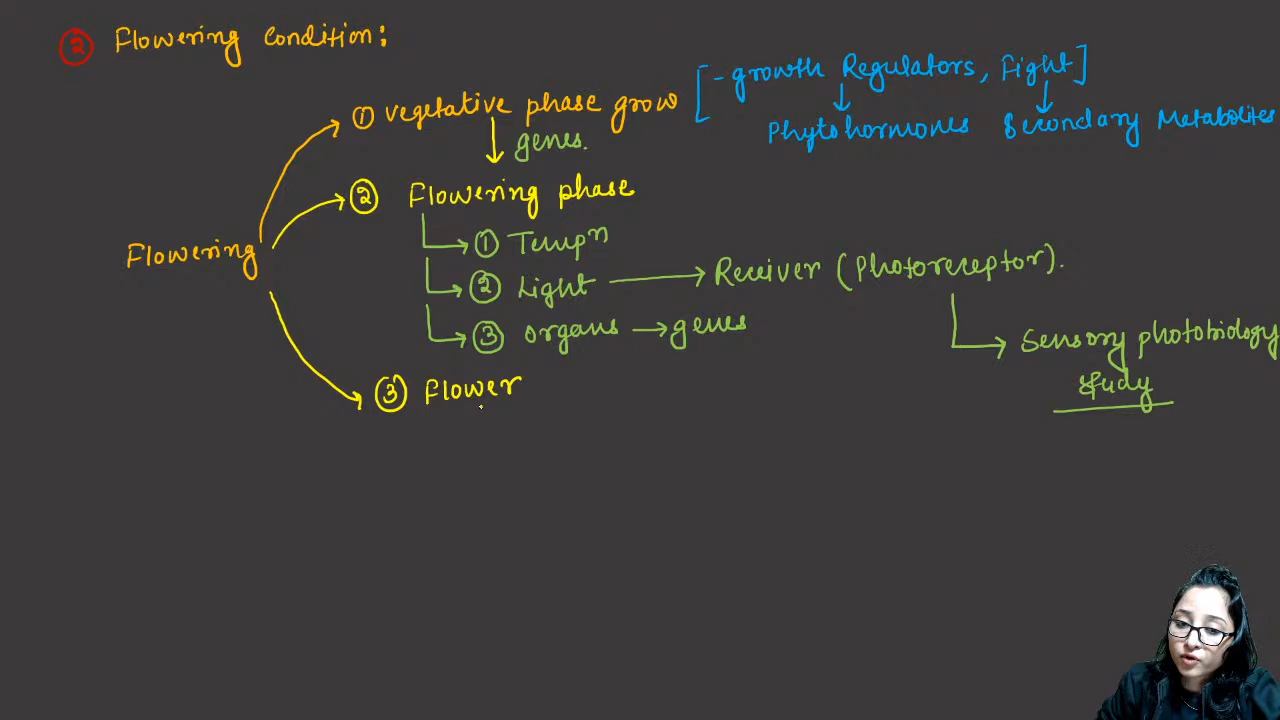 ② Flowering Condition:
① vegetative phase grow [-growth Regulators, Fight]
↓ genes. ↓ Phytohormones ↓ Secondary Metabolites
② Flowering phase
Flowering
→ ① Tempⁿ
→ ② Light → Receiver (Photoreceptor).
→ ③ organs → genes
→ Sensory photobiology
study
③ Flower